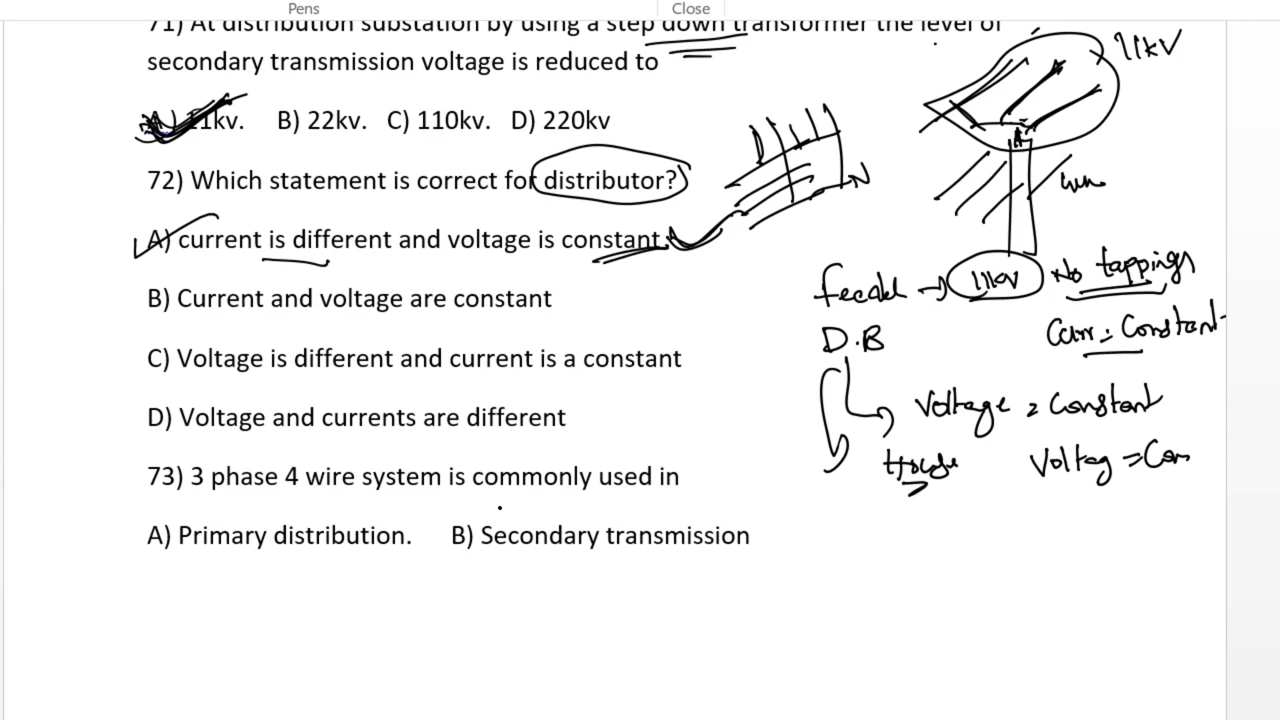 Pens Close
71) At distribution substation by using a step down transformer the level of
secondary transmission voltage is reduced to
A) 11kv. B) 22kv. C) 110kv. D) 220kv
72) Which statement is correct for distributor?
A) current is different and voltage is constant
B) Current and voltage are constant
C) Voltage is different and current is a constant
D) Voltage and currents are different
73) 3 phase 4 wire system is commonly used in
A) Primary distribution. B) Secondary transmission
11kV
N
11kV No tappings
D.B
Curr = Constant
Voltage = Constant
Voltag = Con